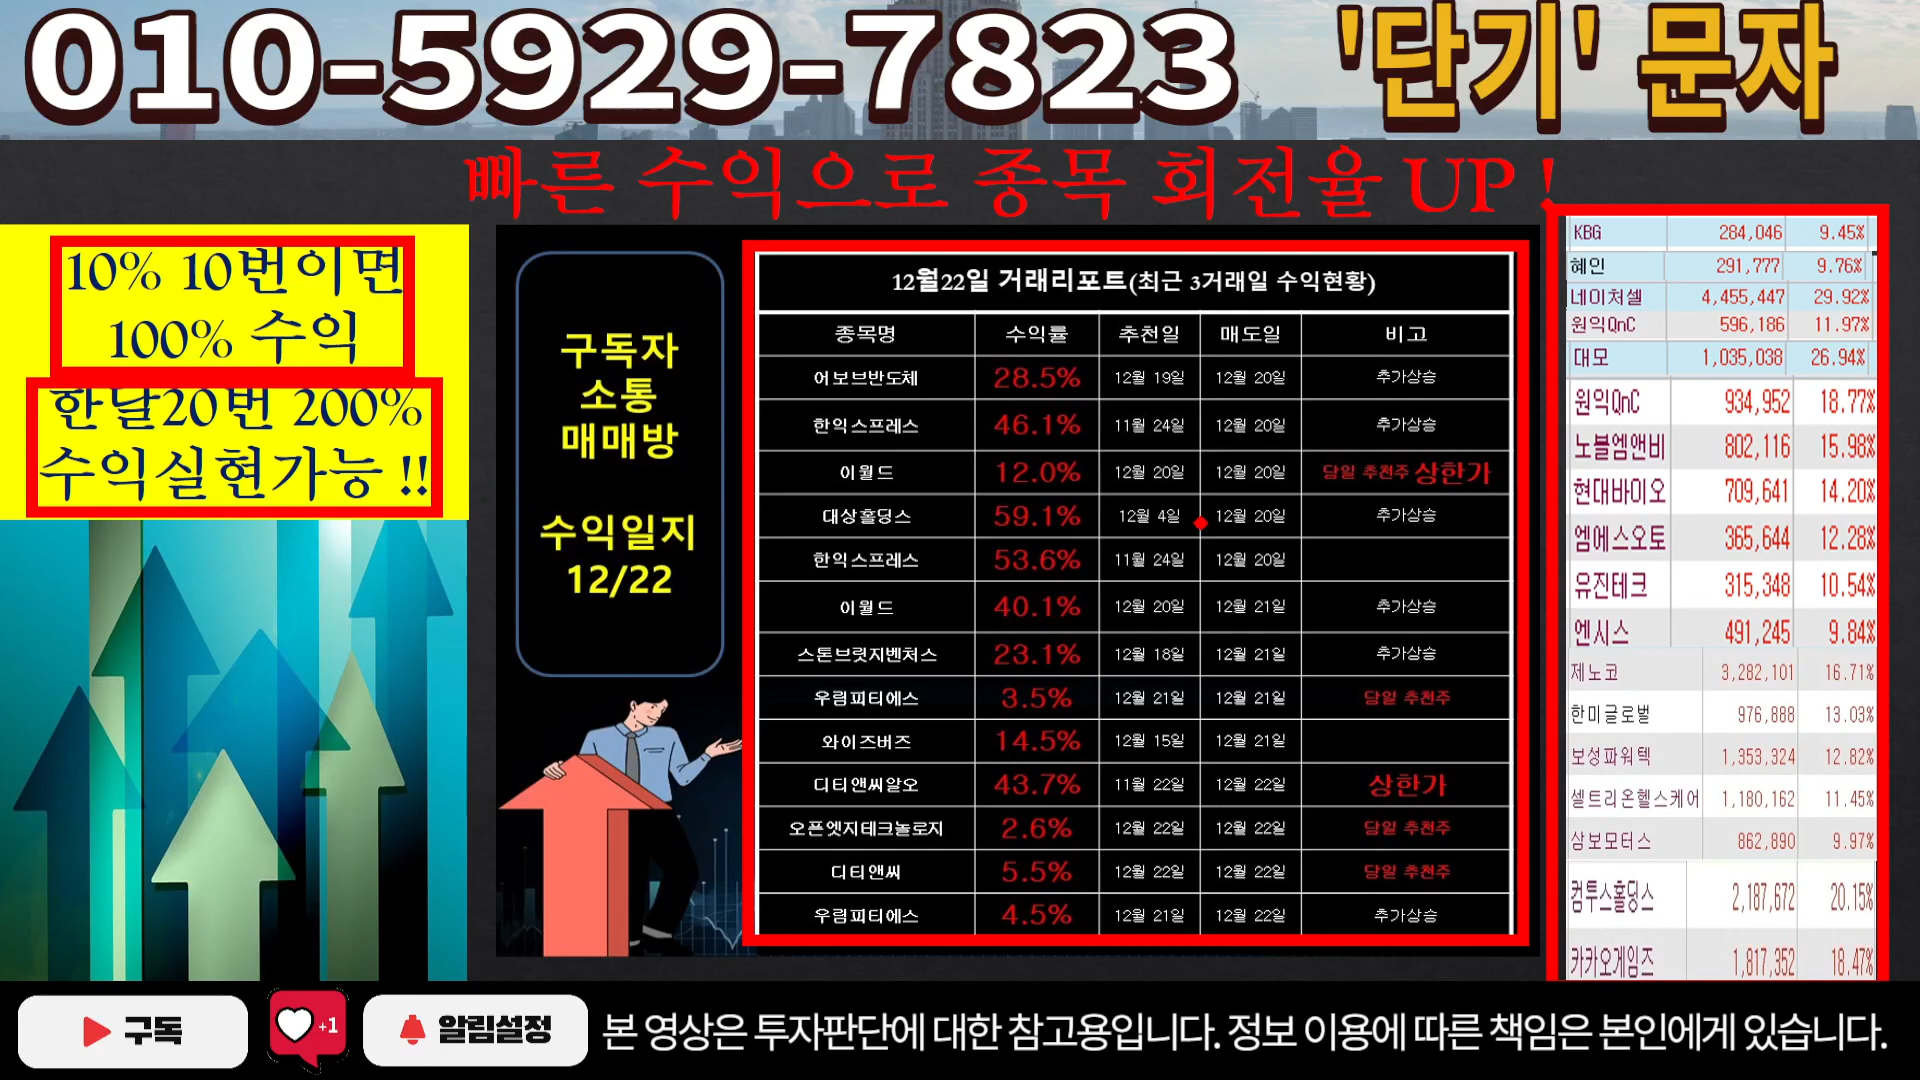 010-5929-7823 '단기' 문자
빠른 수익으로 종목 회전율 UP !
10% 10번이면
100% 수익
한달20번 200%
수익실현가능 !!
구독자
소통
매매방
수익일지
12/22
12월22일 거래리포트(최근 3거래일 수익현황)
종목명 수익률 추천일 매도일 비고
어보브반도체 28.5% 12월 19일 12월 20일 추가상승
한익스프레스 46.1% 11월 24일 12월 20일 추가상승
이월드 12.0% 12월 20일 12월 20일 당일 추천주 상한가
대상홀딩스 59.1% 12월 4일 12월 20일 추가상승
한익스프레스 53.6% 11월 24일 12월 20일
이월드 40.1% 12월 20일 12월 21일 추가상승
스톤브릿지벤처스 23.1% 12월 18일 12월 21일 추가상승
우림피티에스 3.5% 12월 21일 12월 21일 당일 추천주
와이즈버즈 14.5% 12월 15일 12월 21일
디티앤씨알오 43.7% 11월 22일 12월 22일 상한가
오픈엣지테크놀로지 2.6% 12월 22일 12월 22일 당일 추천주
디티앤씨 5.5% 12월 22일 12월 22일 당일 추천주
우림피티에스 4.5% 12월 21일 12월 22일 추가상승
KBG 284,046 9.45%
혜인 291,777 9.76%
네이처셀 4,455,447 29.92%
원익QnC 596,186 11.97%
대모 1,035,038 26.94%
원익QnC 934,952 18.77%
노블엠앤비 802,116 15.98%
현대바이오 709,641 14.20%
엠에스오토 365,644 12.28%
유진테크 315,348 10.54%
엔시스 491,245 9.84%
제노코 3,282,101 16.71%
한미글로벌 976,888 13.03%
보성파워텍 1,353,324 12.82%
셀트리온헬스케어 1,180,162 11.45%
상보모터스 862,890 9.97%
컴투스홀딩스 2,187,672 20.15%
카카오게임즈 1,817,352 18.47%
구독 +1 알림설정 본 영상은 투자판단에 대한 참고용입니다. 정보 이용에 따른 책임은 본인에게 있습니다.